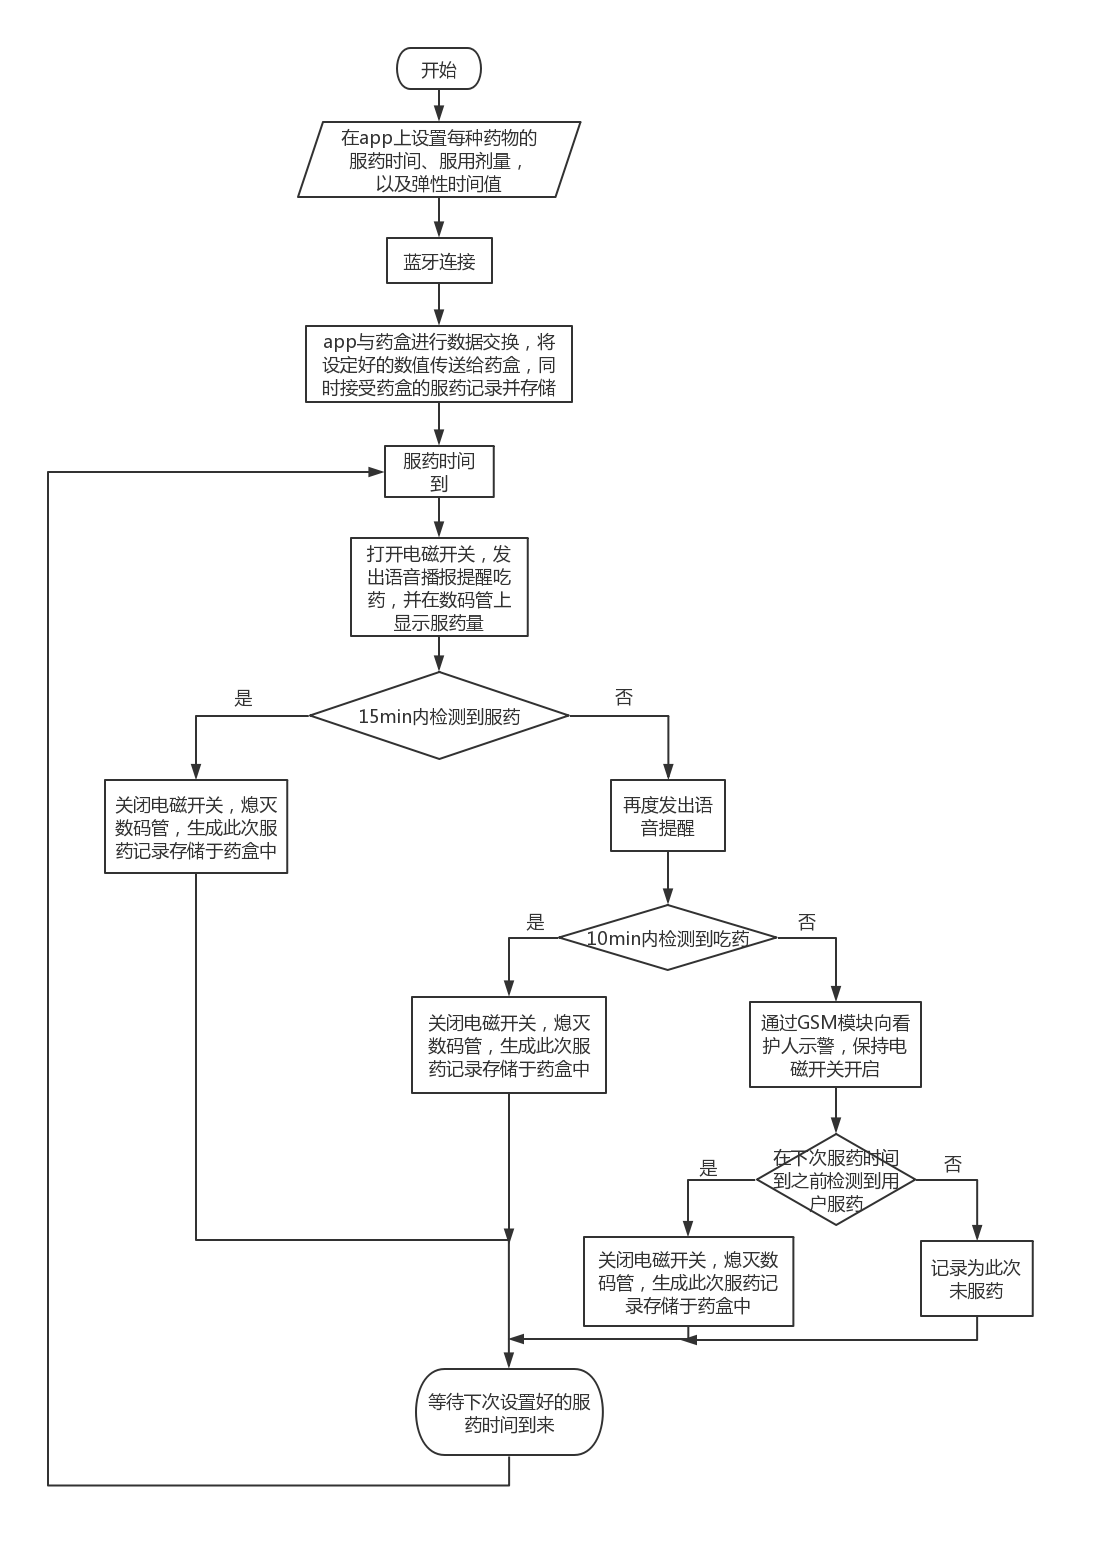 开始
在app上设置每种药物的
服药时间、服用剂量，
以及弹性时间值
蓝牙连接
app与药盒进行数据交换，将
设定好的数值传送给药盒，同
时接受药盒的服药记录并存储
服药时间
到
打开电磁开关，发
出语音播报提醒吃
药，并在数码管上
显示服药量
是
否
15min内检测到服药
关闭电磁开关，熄灭
数码管，生成此次服
药记录存储于药盒中
再度发出语
音提醒
是
否
10min内检测到吃药
关闭电磁开关，熄灭
数码管，生成此次服
药记录存储于药盒中
通过GSM模块向看
护人示警，保持电
磁开关开启
是
否
在下次服药时间
到之前检测到用
户服药
关闭电磁开关，熄灭数
码管，生成此次服药记
录存储于药盒中
记录为此次
未服药
等待下次设置好的服
药时间到来